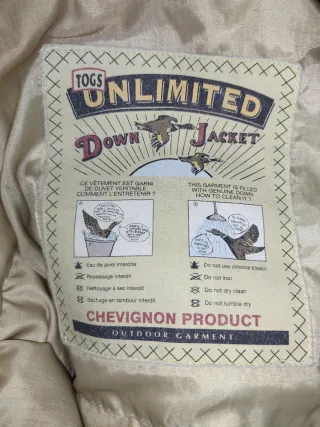 TOGS
UNLIMITED
DOWN JACKET
CE VÊTEMENT EST GARNI
DE DUVET VÉRITABLE
COMMENT L'ENTRETENIR ?
THIS GARMENT IS FILLED
WITH GENUINE DOWN
HOW TO CLEAN IT ?
Eau de javel interdite
Repassage interdit
Nettoyage à sec interdit
Séchage en tambour interdit
Do not use chlorine bleach
Do not iron
Do not dry clean
Do not tumble dry
CHEVIGNON PRODUCT
OUTDOOR GARMENT